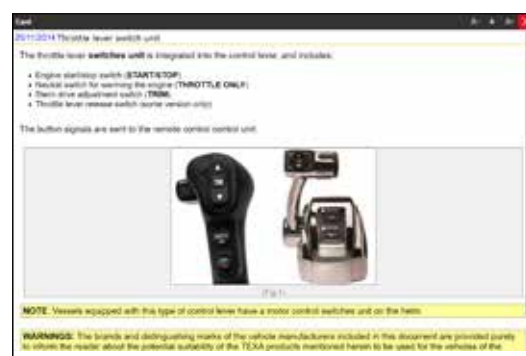 Card
25/11/2014 Throttle lever switch unit
The throttle lever switches unit is integrated into the control lever, and includes:
Engine start/stop switch (START/STOP)
Neutral switch for warming the engine (THROTTLE ONLY)
Stern drive adjustment switch (TRIM)
Throttle lever release switch (some version only)
The button signals are sent to the remote control control unit.
(Fig.1)
NOTE: Vessels equipped with this type of control lever have a motor control switches unit on the helm.
WARNINGS: The brands and distinguishing marks of the vehicle manufacturers included in this document are provided purely
to inform the reader about the potential suitability of the TEXA products mentioned herein to be used for the vehicles of the